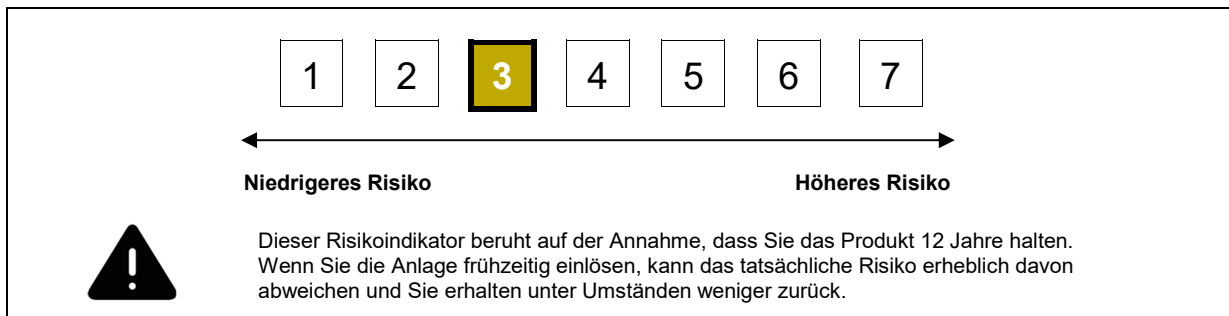 1 2 3 4 5 6 7
Niedrigeres Risiko Höheres Risiko
Dieser Risikoindikator beruht auf der Annahme, dass Sie das Produkt 12 Jahre halten.
Wenn Sie die Anlage frühzeitig einlösen, kann das tatsächliche Risiko erheblich davon
abweichen und Sie erhalten unter Umständen weniger zurück.